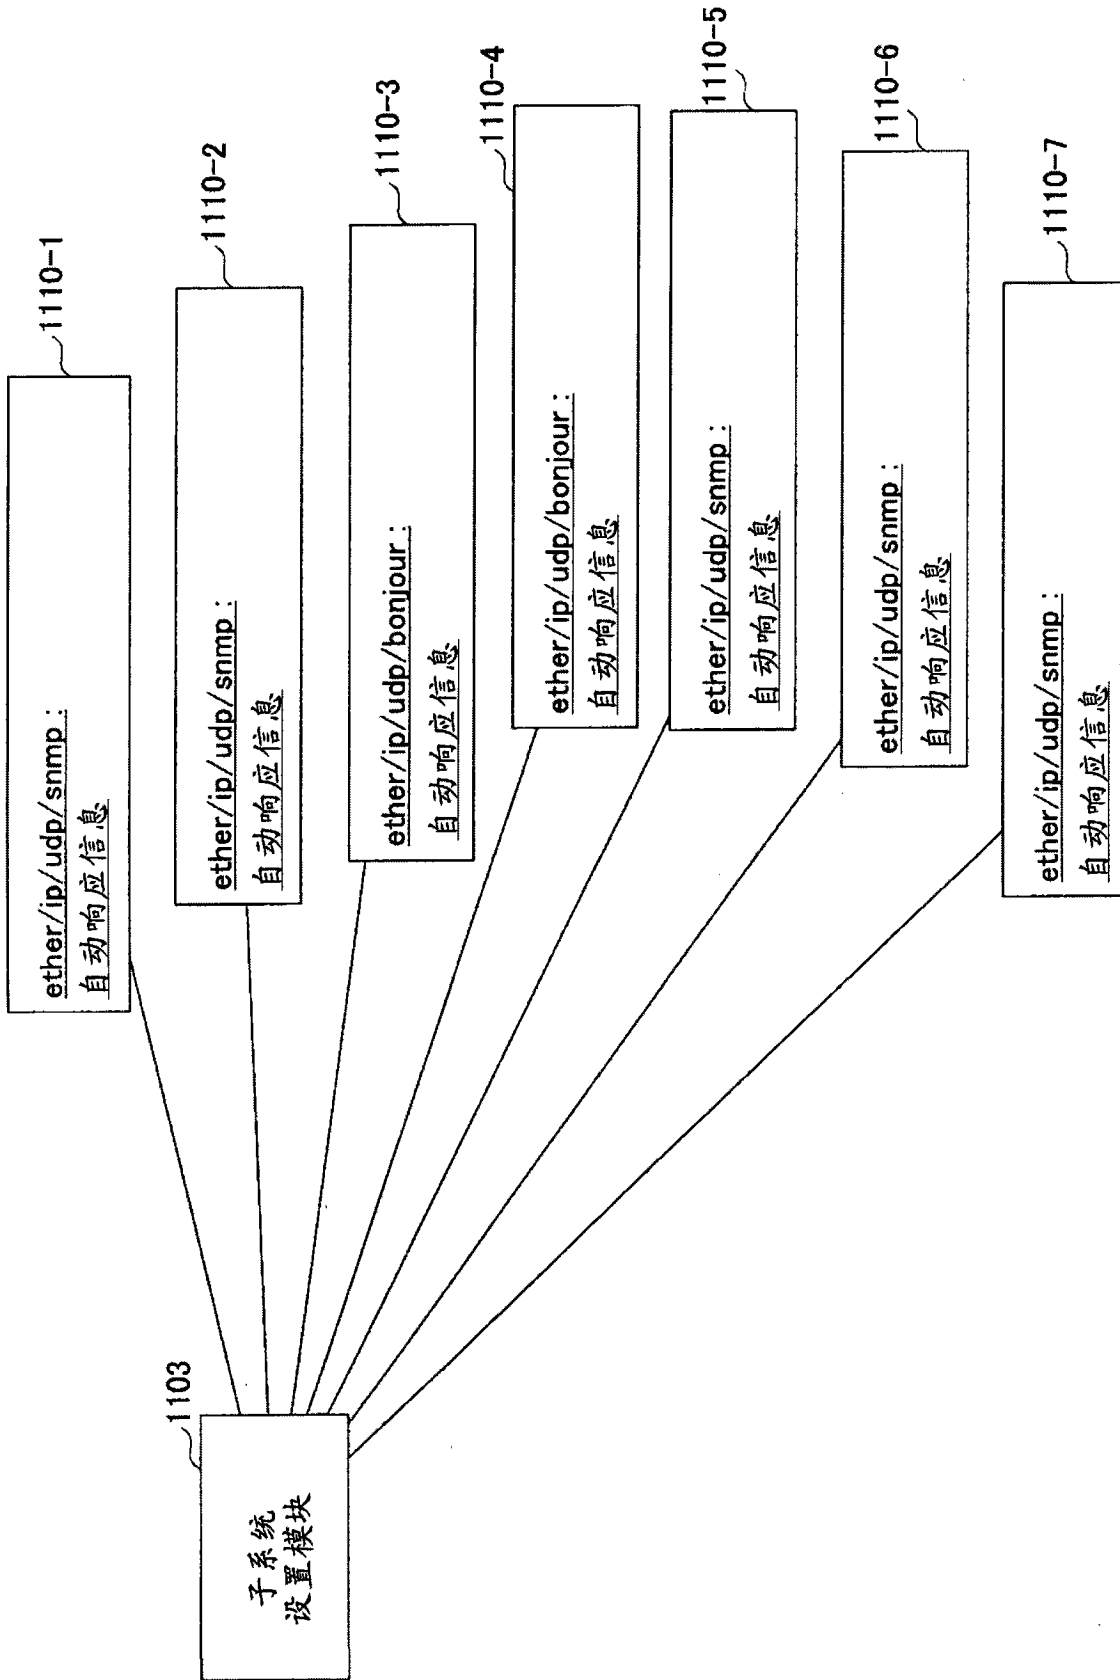 1103
子系统
设置模块
1110-1
ether/ip/udp/snmp:
自动响应信息
1110-2
ether/ip/udp/snmp:
自动响应信息
1110-3
ether/ip/udp/bonjour:
自动响应信息
1110-4
ether/ip/udp/bonjour:
自动响应信息
1110-5
ether/ip/udp/snmp:
自动响应信息
1110-6
ether/ip/udp/snmp:
自动响应信息
1110-7
ether/ip/udp/snmp:
自动响应信息